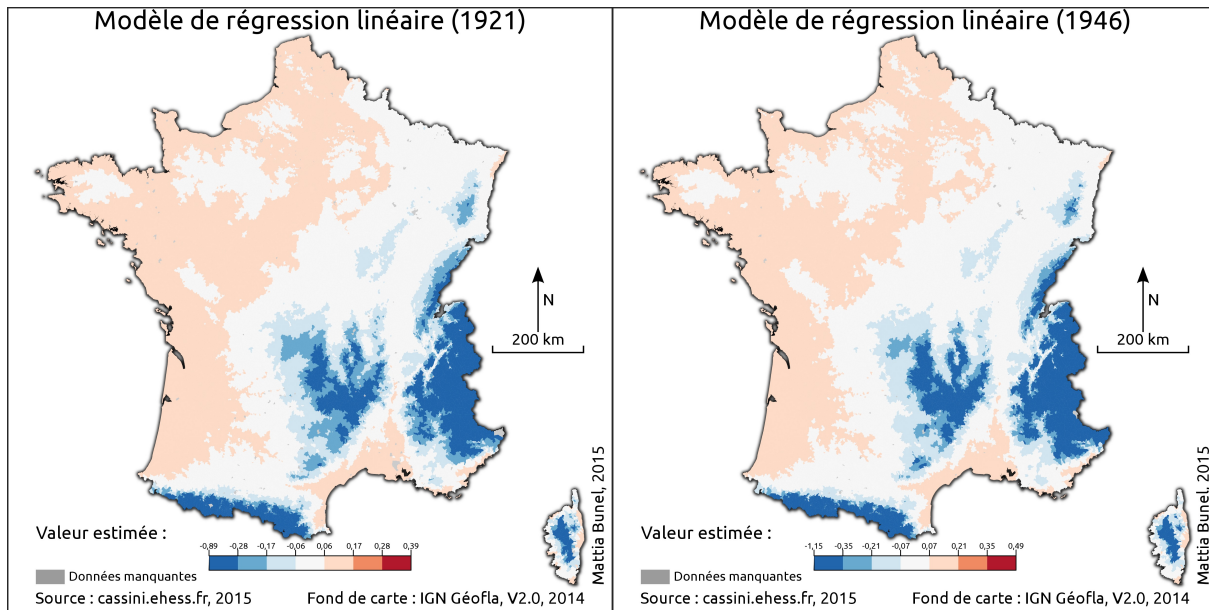 Modèle de régression linéaire (1921)
N
200 km
Valeur estimée :
-0,89 -0,28 -0,17 -0,06 0,06 0,17 0,28 0,39
Données manquantes
Source : cassini.ehess.fr, 2015
Fond de carte : IGN Géofla, V2.0, 2014
Mattia Bunel, 2015
Modèle de régression linéaire (1946)
N
200 km
Valeur estimée :
-1,15 -0,35 -0,21 -0,07 0,07 0,21 0,35 0,49
Données manquantes
Source : cassini.ehess.fr, 2015
Fond de carte : IGN Géofla, V2.0, 2014
Mattia Bunel. 2015